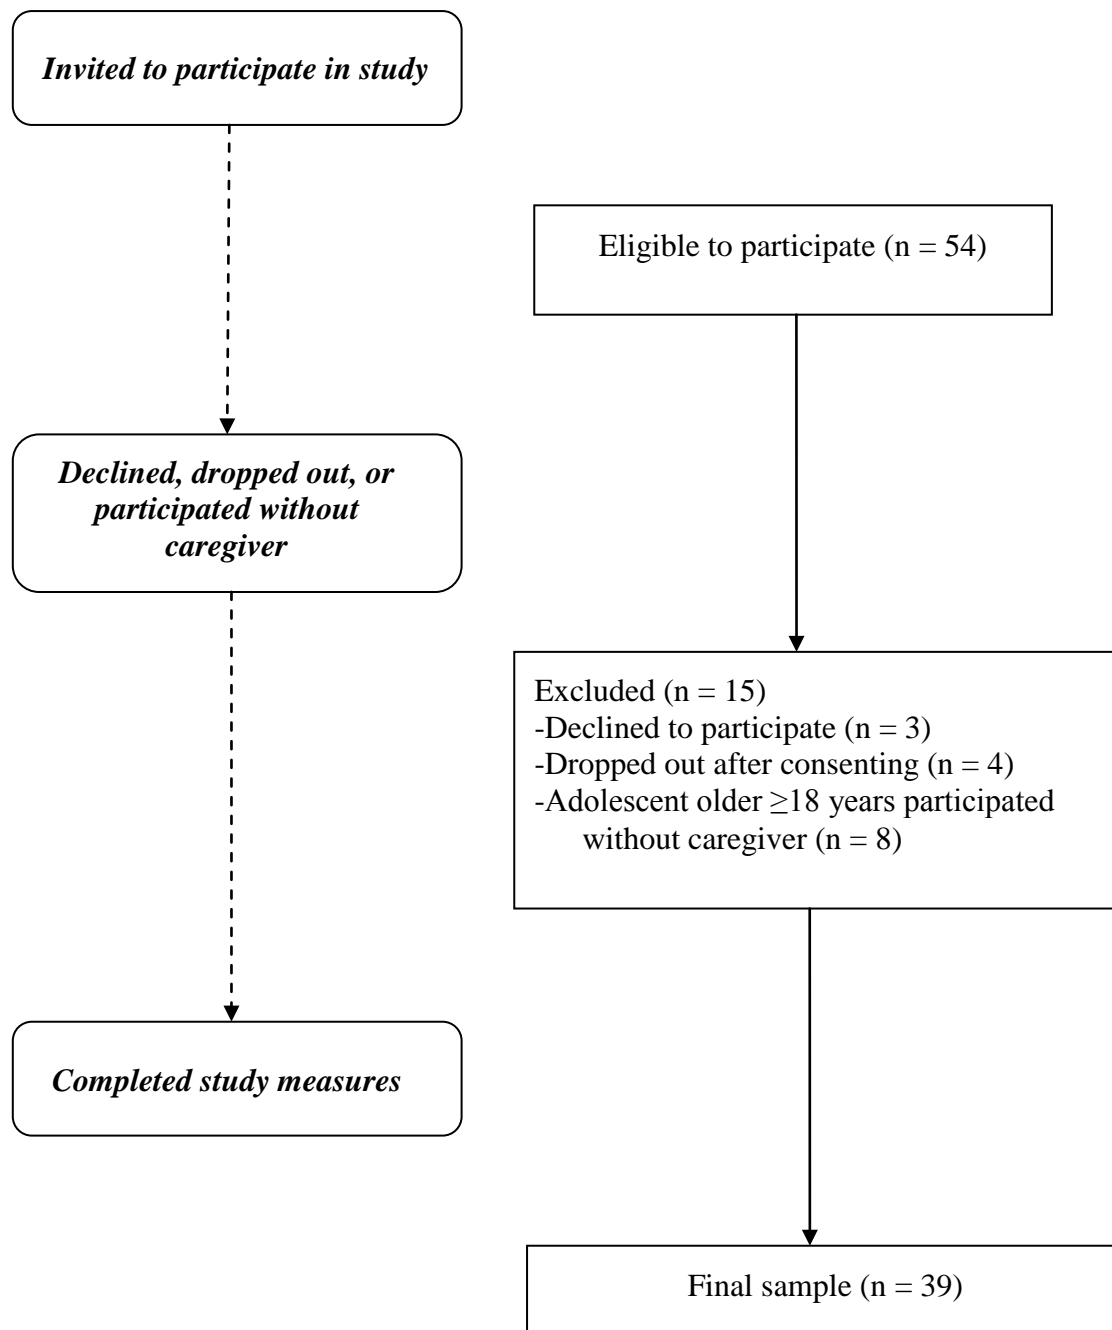 Invited to participate in study
Eligible to participate (n = 54)
Declined, dropped out, or
participated without
caregiver
Excluded (n = 15)
-Declined to participate (n = 3)
-Dropped out after consenting (n = 4)
-Adolescent older ≥18 years participated
without caregiver (n = 8)
Completed study measures
Final sample (n = 39)